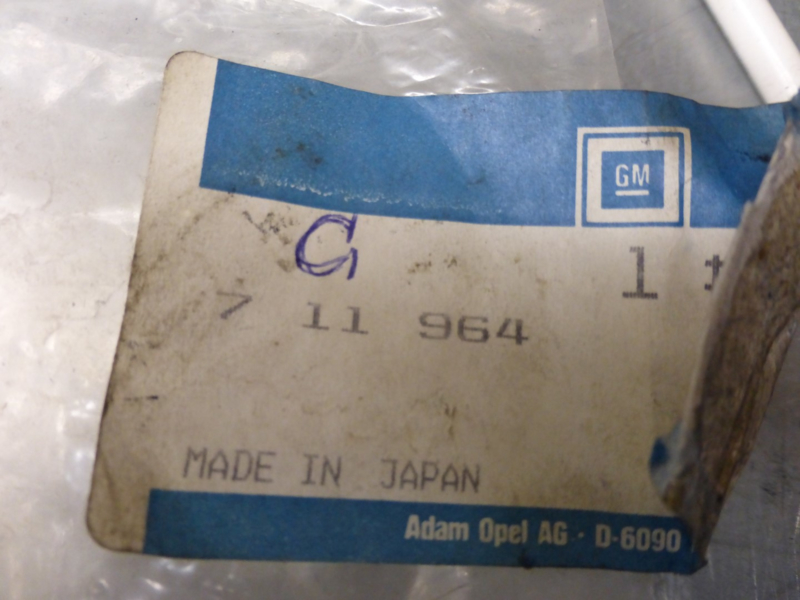 GM
G
1
7 11 964
MADE IN JAPAN
Adam Opel AG · D-6090